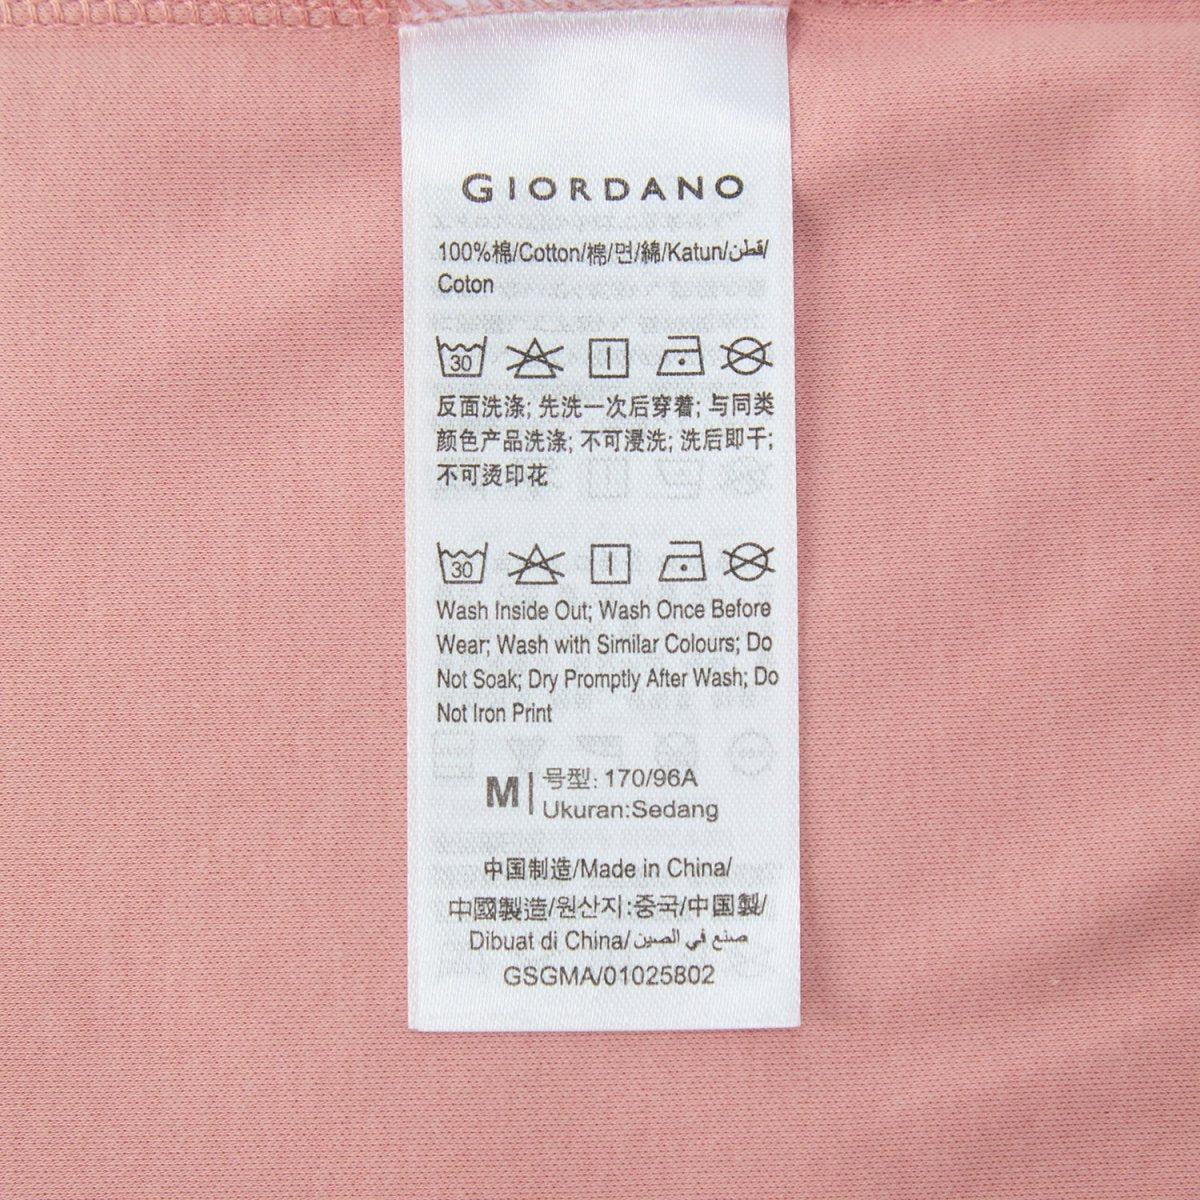 GIORDANO
100%棉/Cotton/棉/면/綿/Katun/قطن/
Coton
30
反面洗涤; 先洗一次后穿着; 与同类
颜色产品洗涤; 不可浸洗; 洗后即干;
不可烫印花
30
Wash Inside Out; Wash Once Before
Wear; Wash with Similar Colours; Do
Not Soak; Dry Promptly After Wash; Do
Not Iron Print
M 号型: 170/96A
Ukuran:Sedang
中国制造/Made in China/
中國製造/원산지:중국/中国製/
Dibuat di China/صنع في الصين
GSGMA/01025802